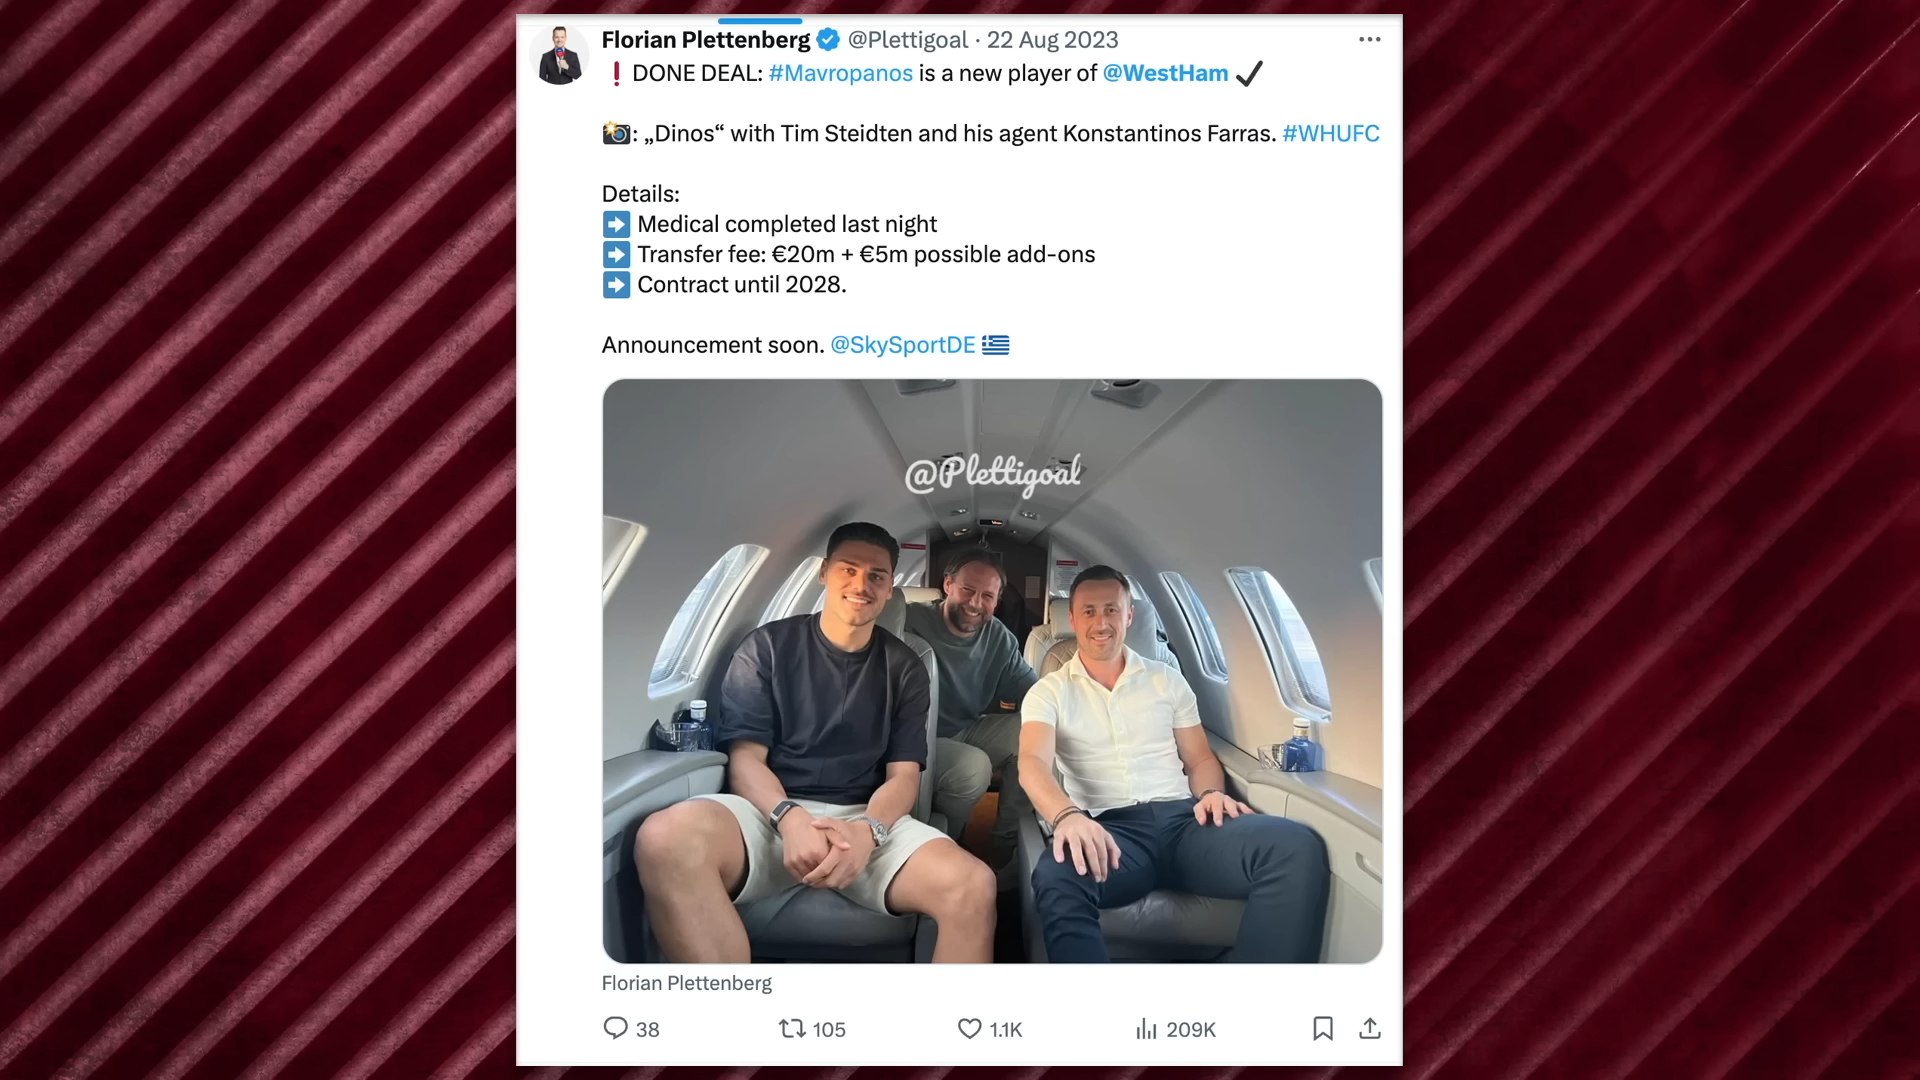 Florian Plettenberg @Plettigoal · 22 Aug 2023
❗ DONE DEAL: #Mavropanos is a new player of @WestHam ✔️
📸: „Dinos“ with Tim Steidten and his agent Konstantinos Farras. #WHUFC
Details:
➡️ Medical completed last night
➡️ Transfer fee: €20m + €5m possible add-ons
➡️ Contract until 2028.
Announcement soon. @SkySportDE 🇬🇷
@Plettigoal
Florian Plettenberg
38 105 1.1K 209K